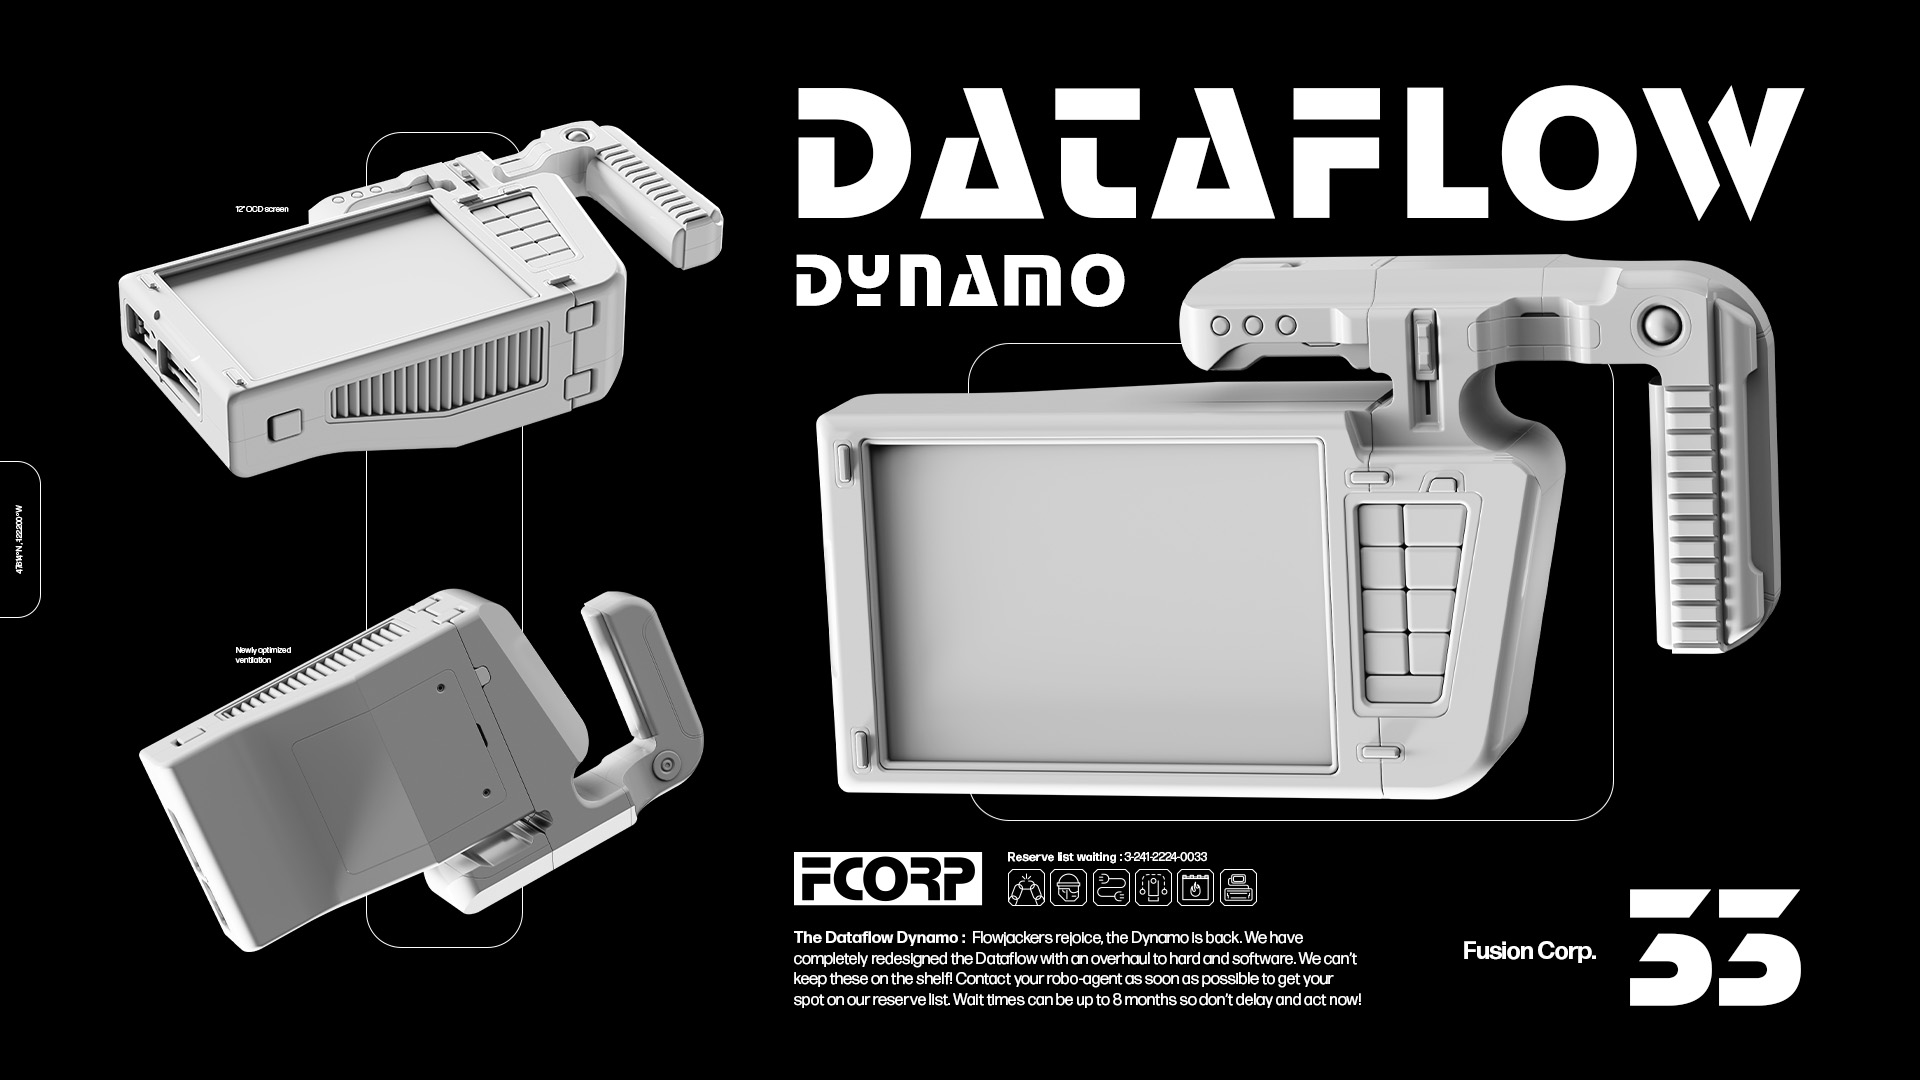 DATAFLOW
DYNAMO
12" OCD screen
Newly optimized
ventilation
FCORP
Reserve list waiting : 3-241-2224-0033
The Dataflow Dynamo : Flowjackers rejoice, the Dynamo is back. We have
completely redesigned the Dataflow with an overhaul to hard and software. We can't
keep these on the shelf! Contact your robo-agent as soon as possible to get your
spot on our reserve list. Wait times can be up to 8 months so don't delay and act now!
Fusion Corp.
33